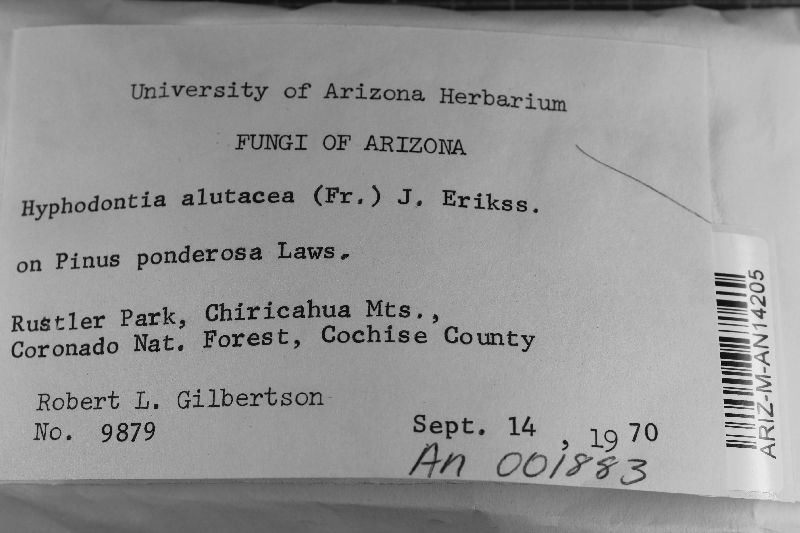 University of Arizona Herbarium
FUNGI OF ARIZONA
Hyphodontia alutacea (Fr.) J. Erikss.
on Pinus ponderosa Laws.
Rustler Park, Chiricahua Mts.,
Coronado Nat. Forest, Cochise County
Robert L. Gilbertson
No. 9879
Sept. 14 , 1970
An 001883
ARIZ-M-AN14205